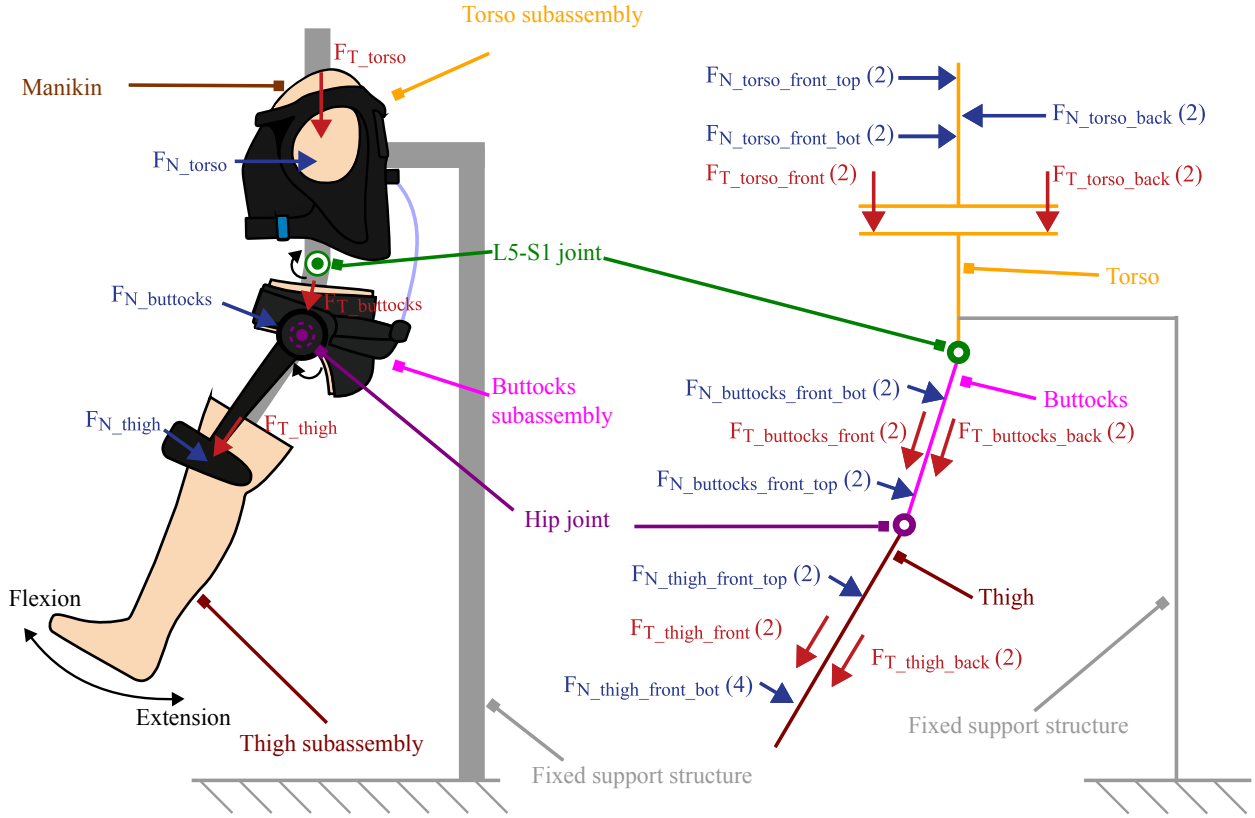 Torso subassembly
F_T_torso
Manikin
F_N_torso
L5-S1 joint
F_N_buttocks
F_T_buttocks
Buttocks
subassembly
F_N_thigh
F_T_thigh
Hip joint
Flexion
Extension
Thigh subassembly
Fixed support structure
F_N_torso_front_top (2)
F_N_torso_back (2)
F_N_torso_front_bot (2)
F_T_torso_front (2)
F_T_torso_back (2)
Torso
F_N_buttocks_front_bot (2)
Buttocks
F_T_buttocks_front (2)
F_T_buttocks_back (2)
F_N_buttocks_front_top (2)
F_N_thigh_front_top (2)
Thigh
F_T_thigh_front (2)
F_T_thigh_back (2)
F_N_thigh_front_bot (4)
Fixed support structure